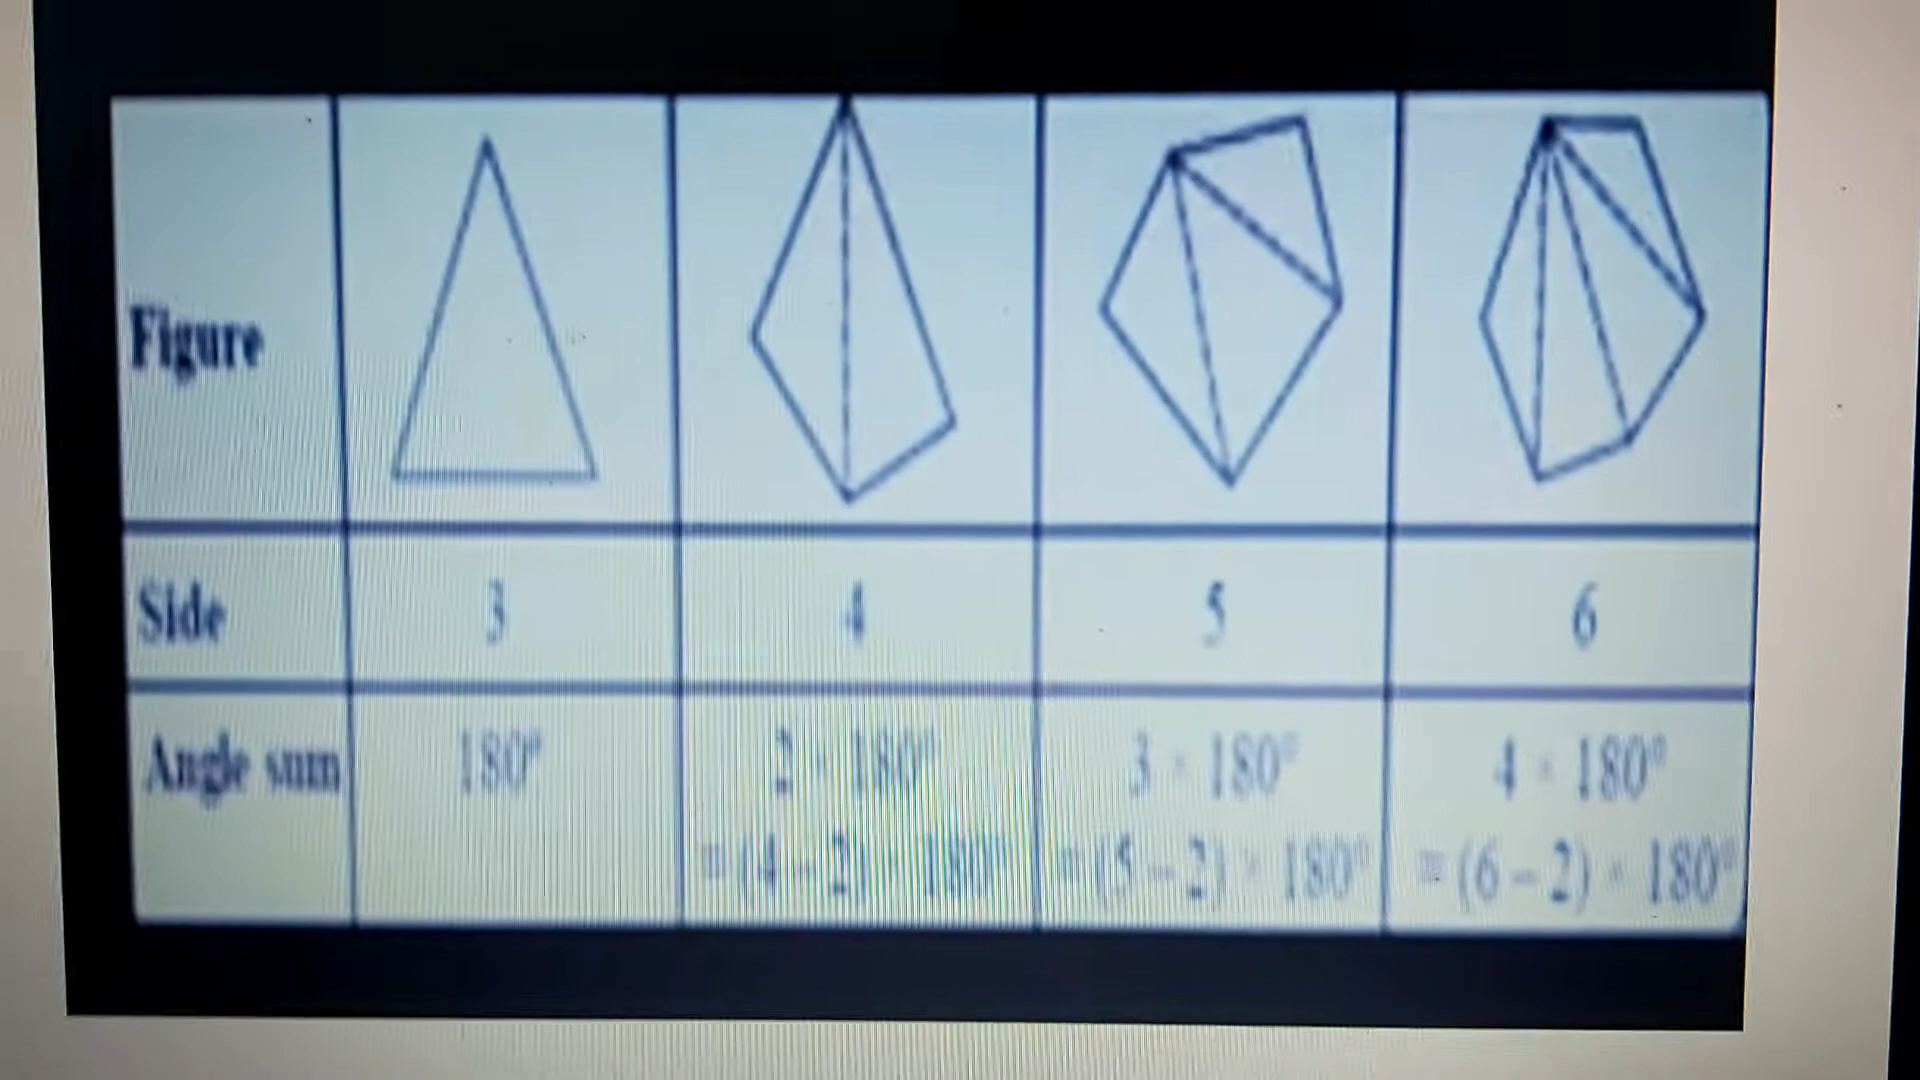 Figure
Side 3 4 5 6
Angle sum 180° 2 × 180° 3 × 180° 4 × 180°
= (4 – 2) × 180° = (5 – 2) × 180° = (6 – 2) × 180°